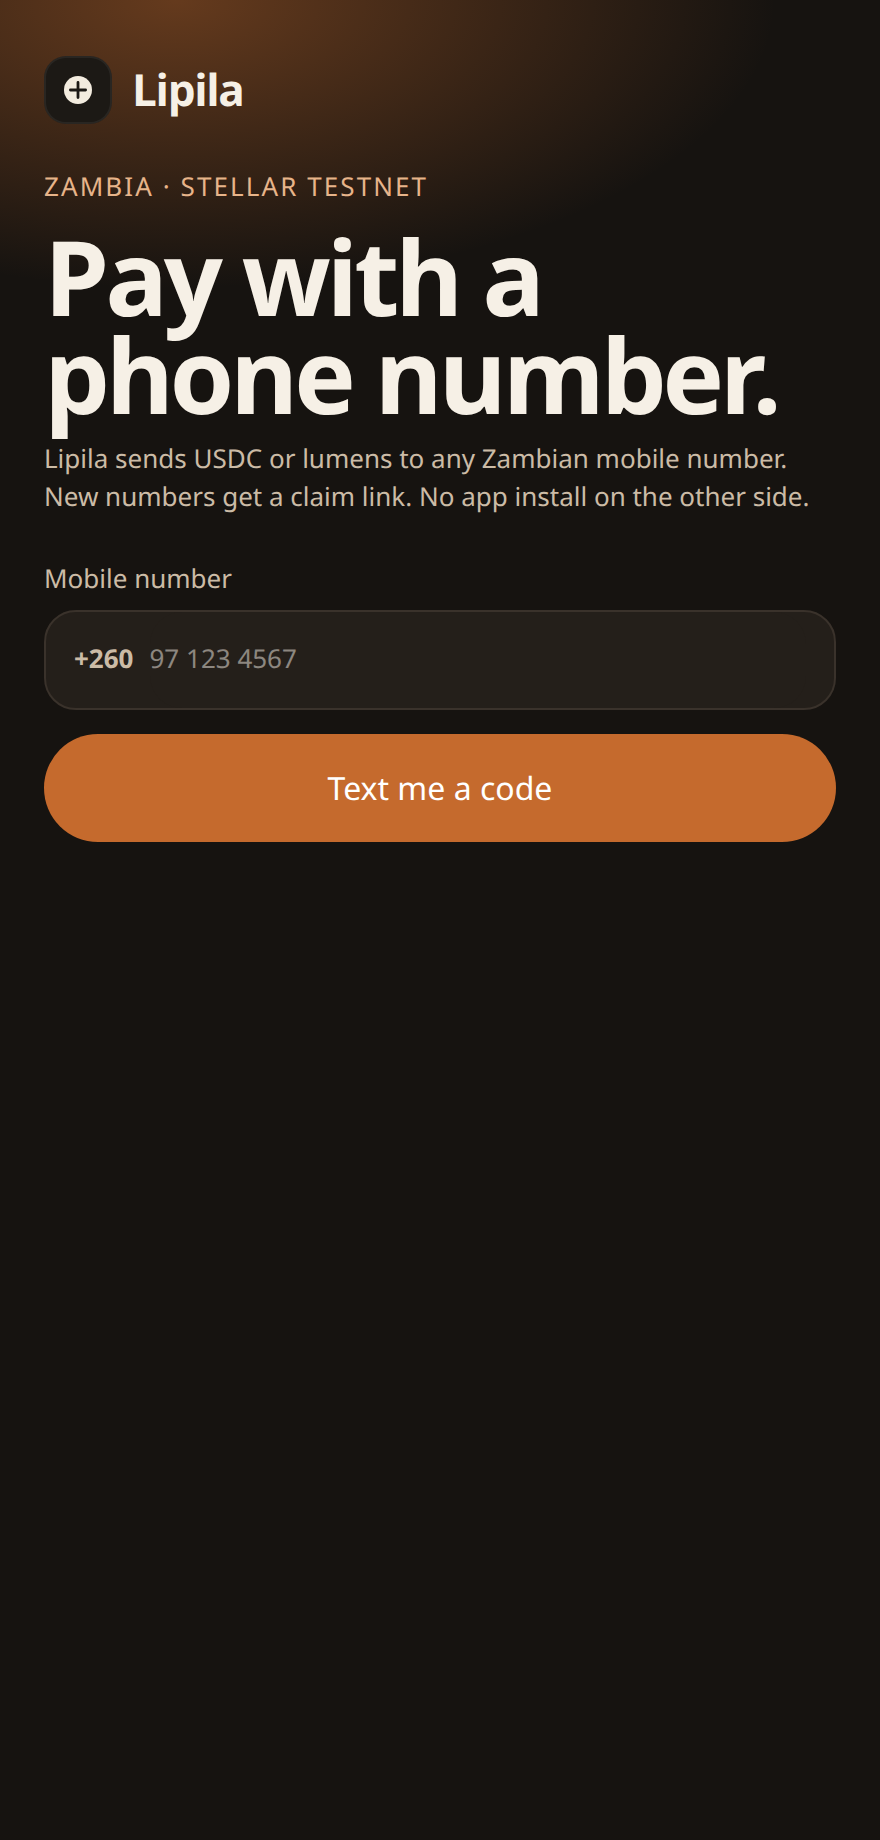 Lipila
ZAMBIA · STELLAR TESTNET
Pay with a
phone number.
Lipila sends USDC or lumens to any Zambian mobile number.
New numbers get a claim link. No app install on the other side.
Mobile number
+260 97 123 4567
Text me a code